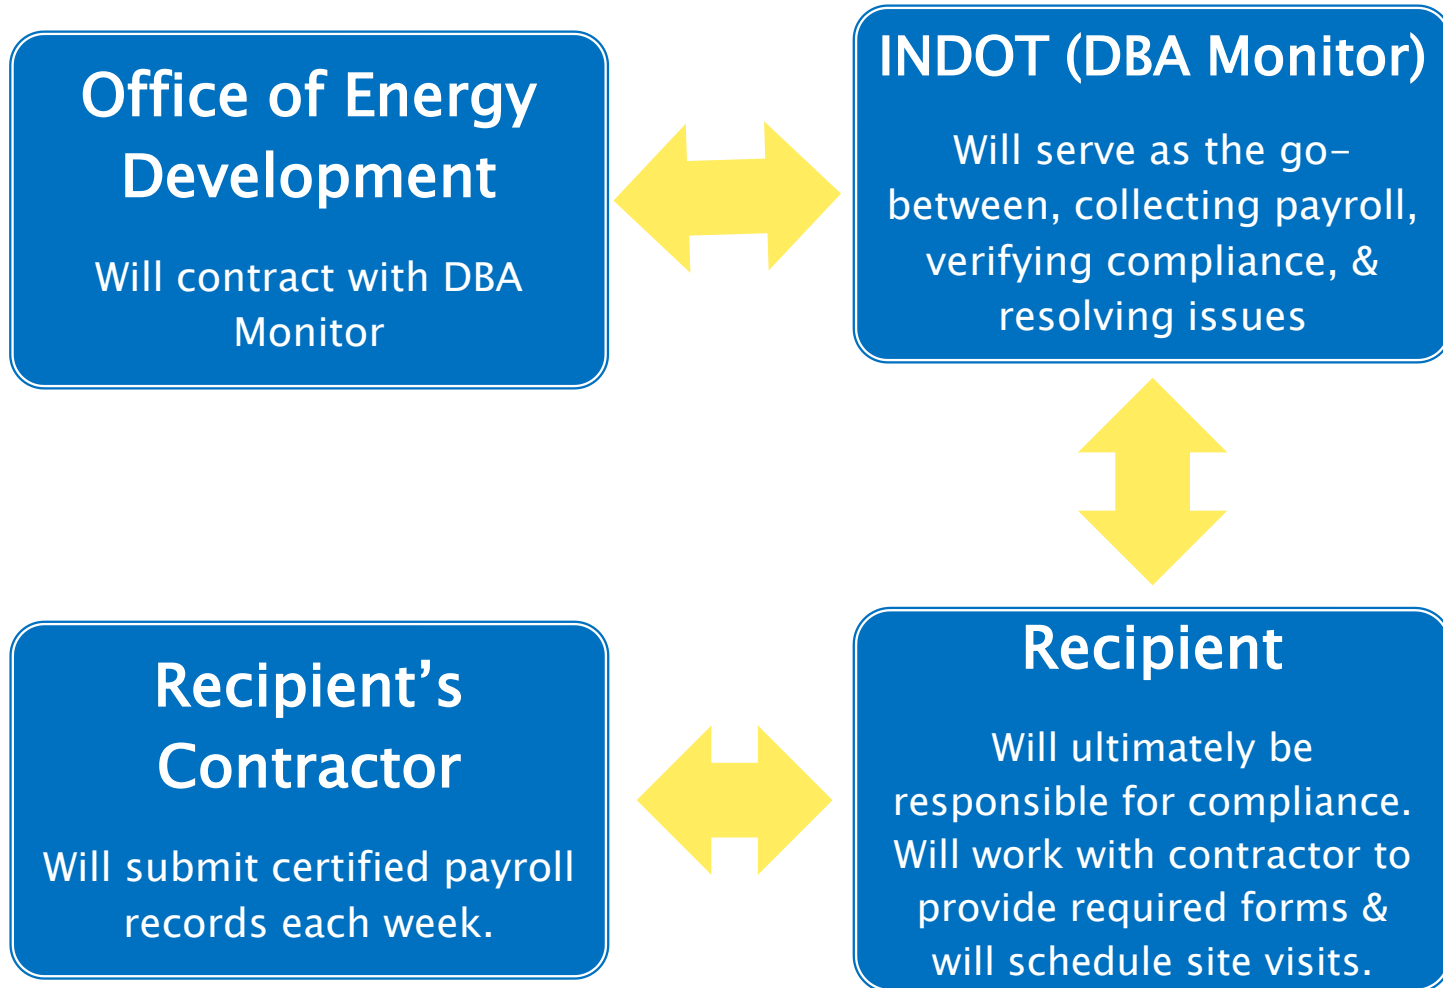 Office of Energy
Development
Will contract with DBA
Monitor
INDOT (DBA Monitor)
Will serve as the go-
between, collecting payroll,
verifying compliance, &
resolving issues
Recipient’s
Contractor
Will submit certified payroll
records each week.
Recipient
Will ultimately be
responsible for compliance.
Will work with contractor to
provide required forms &
will schedule site visits.